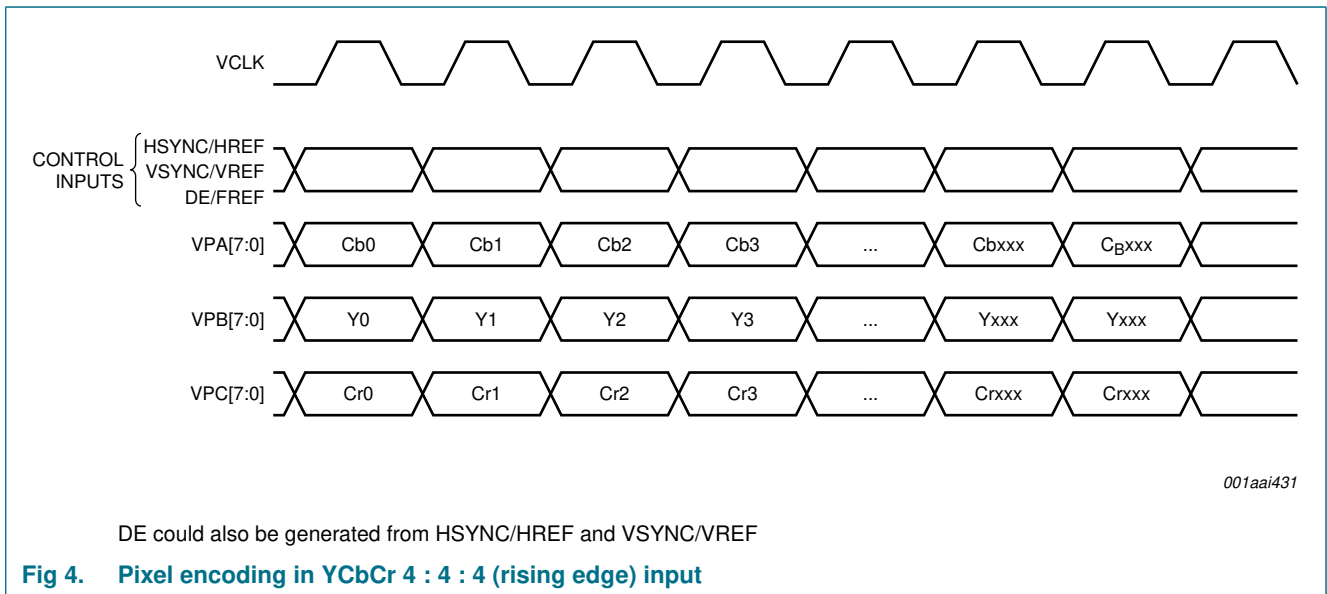 VCLK
CONTROL
INPUTS
HSYNC/HREF
VSYNC/VREF
DE/FREF
VPA[7:0] Cb0 Cb1 Cb2 Cb3 ... Cbxxx CBxxx
VPB[7:0] Y0 Y1 Y2 Y3 ... Yxxx Yxxx
VPC[7:0] Cr0 Cr1 Cr2 Cr3 ... Crxxx Crxxx
001aai431
DE could also be generated from HSYNC/HREF and VSYNC/VREF
Fig 4. Pixel encoding in YCbCr 4 : 4 : 4 (rising edge) input